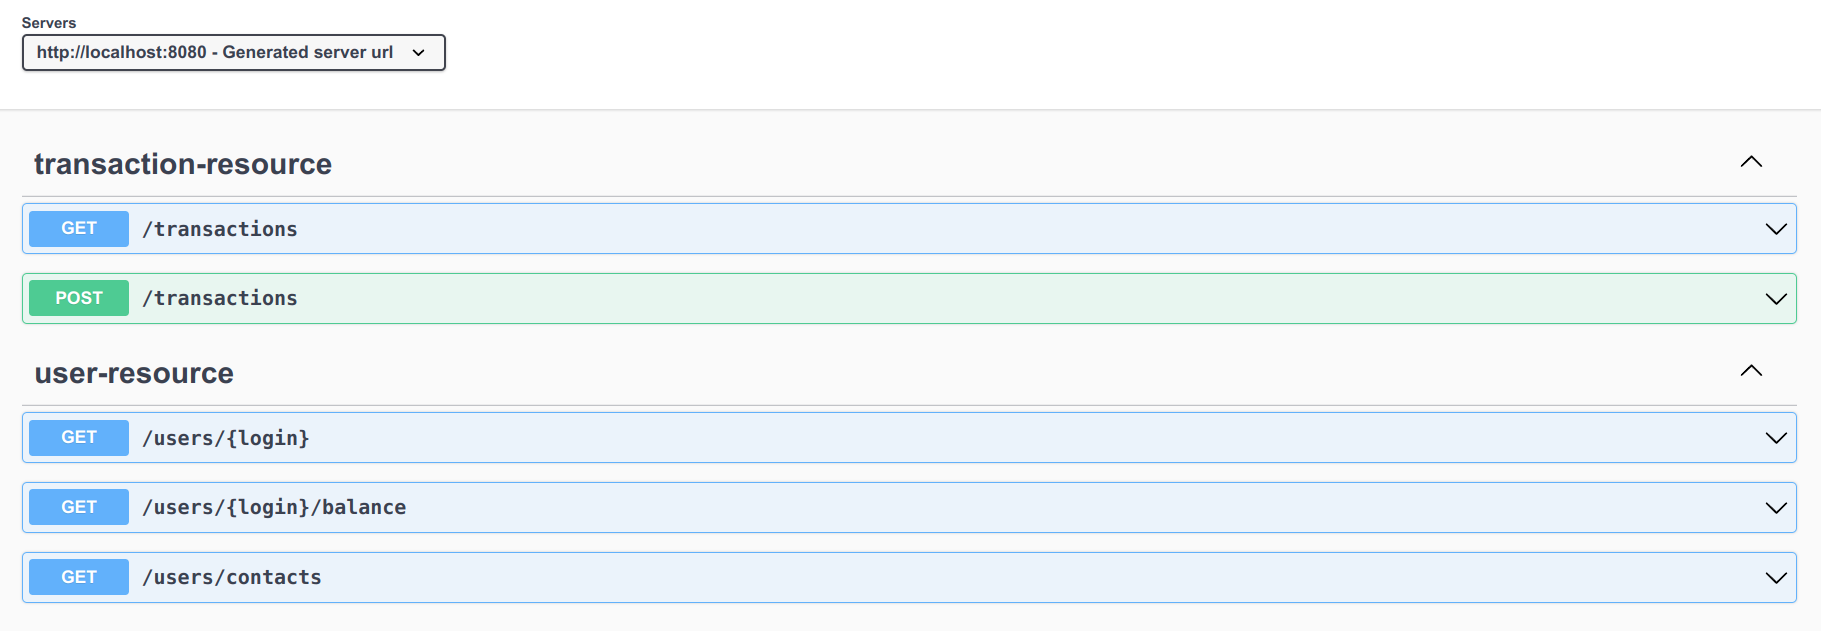 Servers
http://localhost:8080 - Generated server url
transaction-resource
GET /transactions
POST /transactions
user-resource
GET /users/{login}
GET /users/{login}/balance
GET /users/contacts